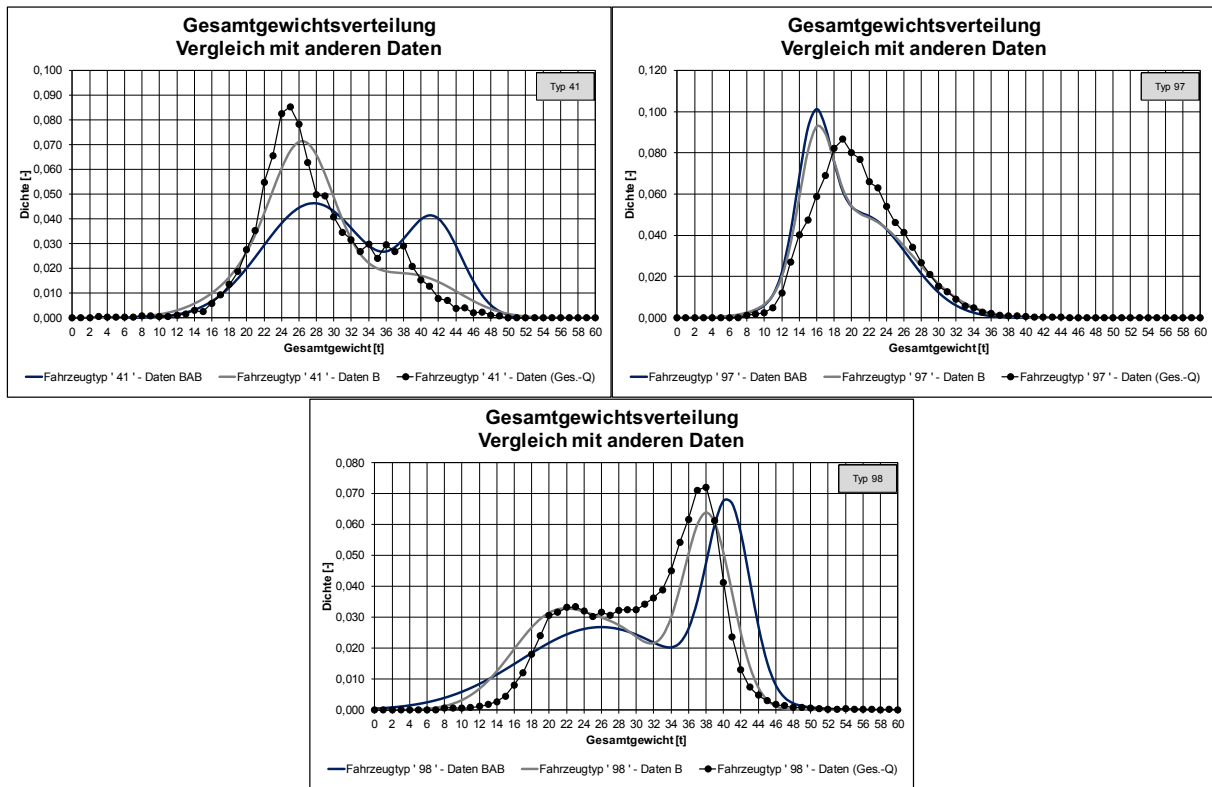 Gesamtgewichtsverteilung
Vergleich mit anderen Daten
Typ 41
0,100
0,090
0,080
0,070
0,060
0,050
0,040
0,030
0,020
0,010
0,000
Dichte [-]
0 2 4 6 8 10 12 14 16 18 20 22 24 26 28 30 32 34 36 38 40 42 44 46 48 50 52 54 56 58 60
Gesamtgewicht [t]
Fahrzeugtyp ' 41 ' - Daten BAB Fahrzeugtyp ' 41 ' - Daten B Fahrzeugtyp ' 41 ' - Daten (Ges.-Q)
Gesamtgewichtsverteilung
Vergleich mit anderen Daten
Typ 97
0,120
0,100
0,080
0,060
0,040
0,020
0,000
Dichte [-]
0 2 4 6 8 10 12 14 16 18 20 22 24 26 28 30 32 34 36 38 40 42 44 46 48 50 52 54 56 58 60
Gesamtgewicht [t]
Fahrzeugtyp ' 97 ' - Daten BAB Fahrzeugtyp ' 97 ' - Daten B Fahrzeugtyp ' 97 ' - Daten (Ges.-Q)
Gesamtgewichtsverteilung
Vergleich mit anderen Daten
Typ 98
0,080
0,070
0,060
0,050
0,040
0,030
0,020
0,010
0,000
Dichte [-]
0 2 4 6 8 10 12 14 16 18 20 22 24 26 28 30 32 34 36 38 40 42 44 46 48 50 52 54 56 58 60
Gesamtgewicht [t]
Fahrzeugtyp ' 98 ' - Daten BAB Fahrzeugtyp ' 98 ' - Daten B Fahrzeugtyp ' 98 ' - Daten (Ges.-Q)